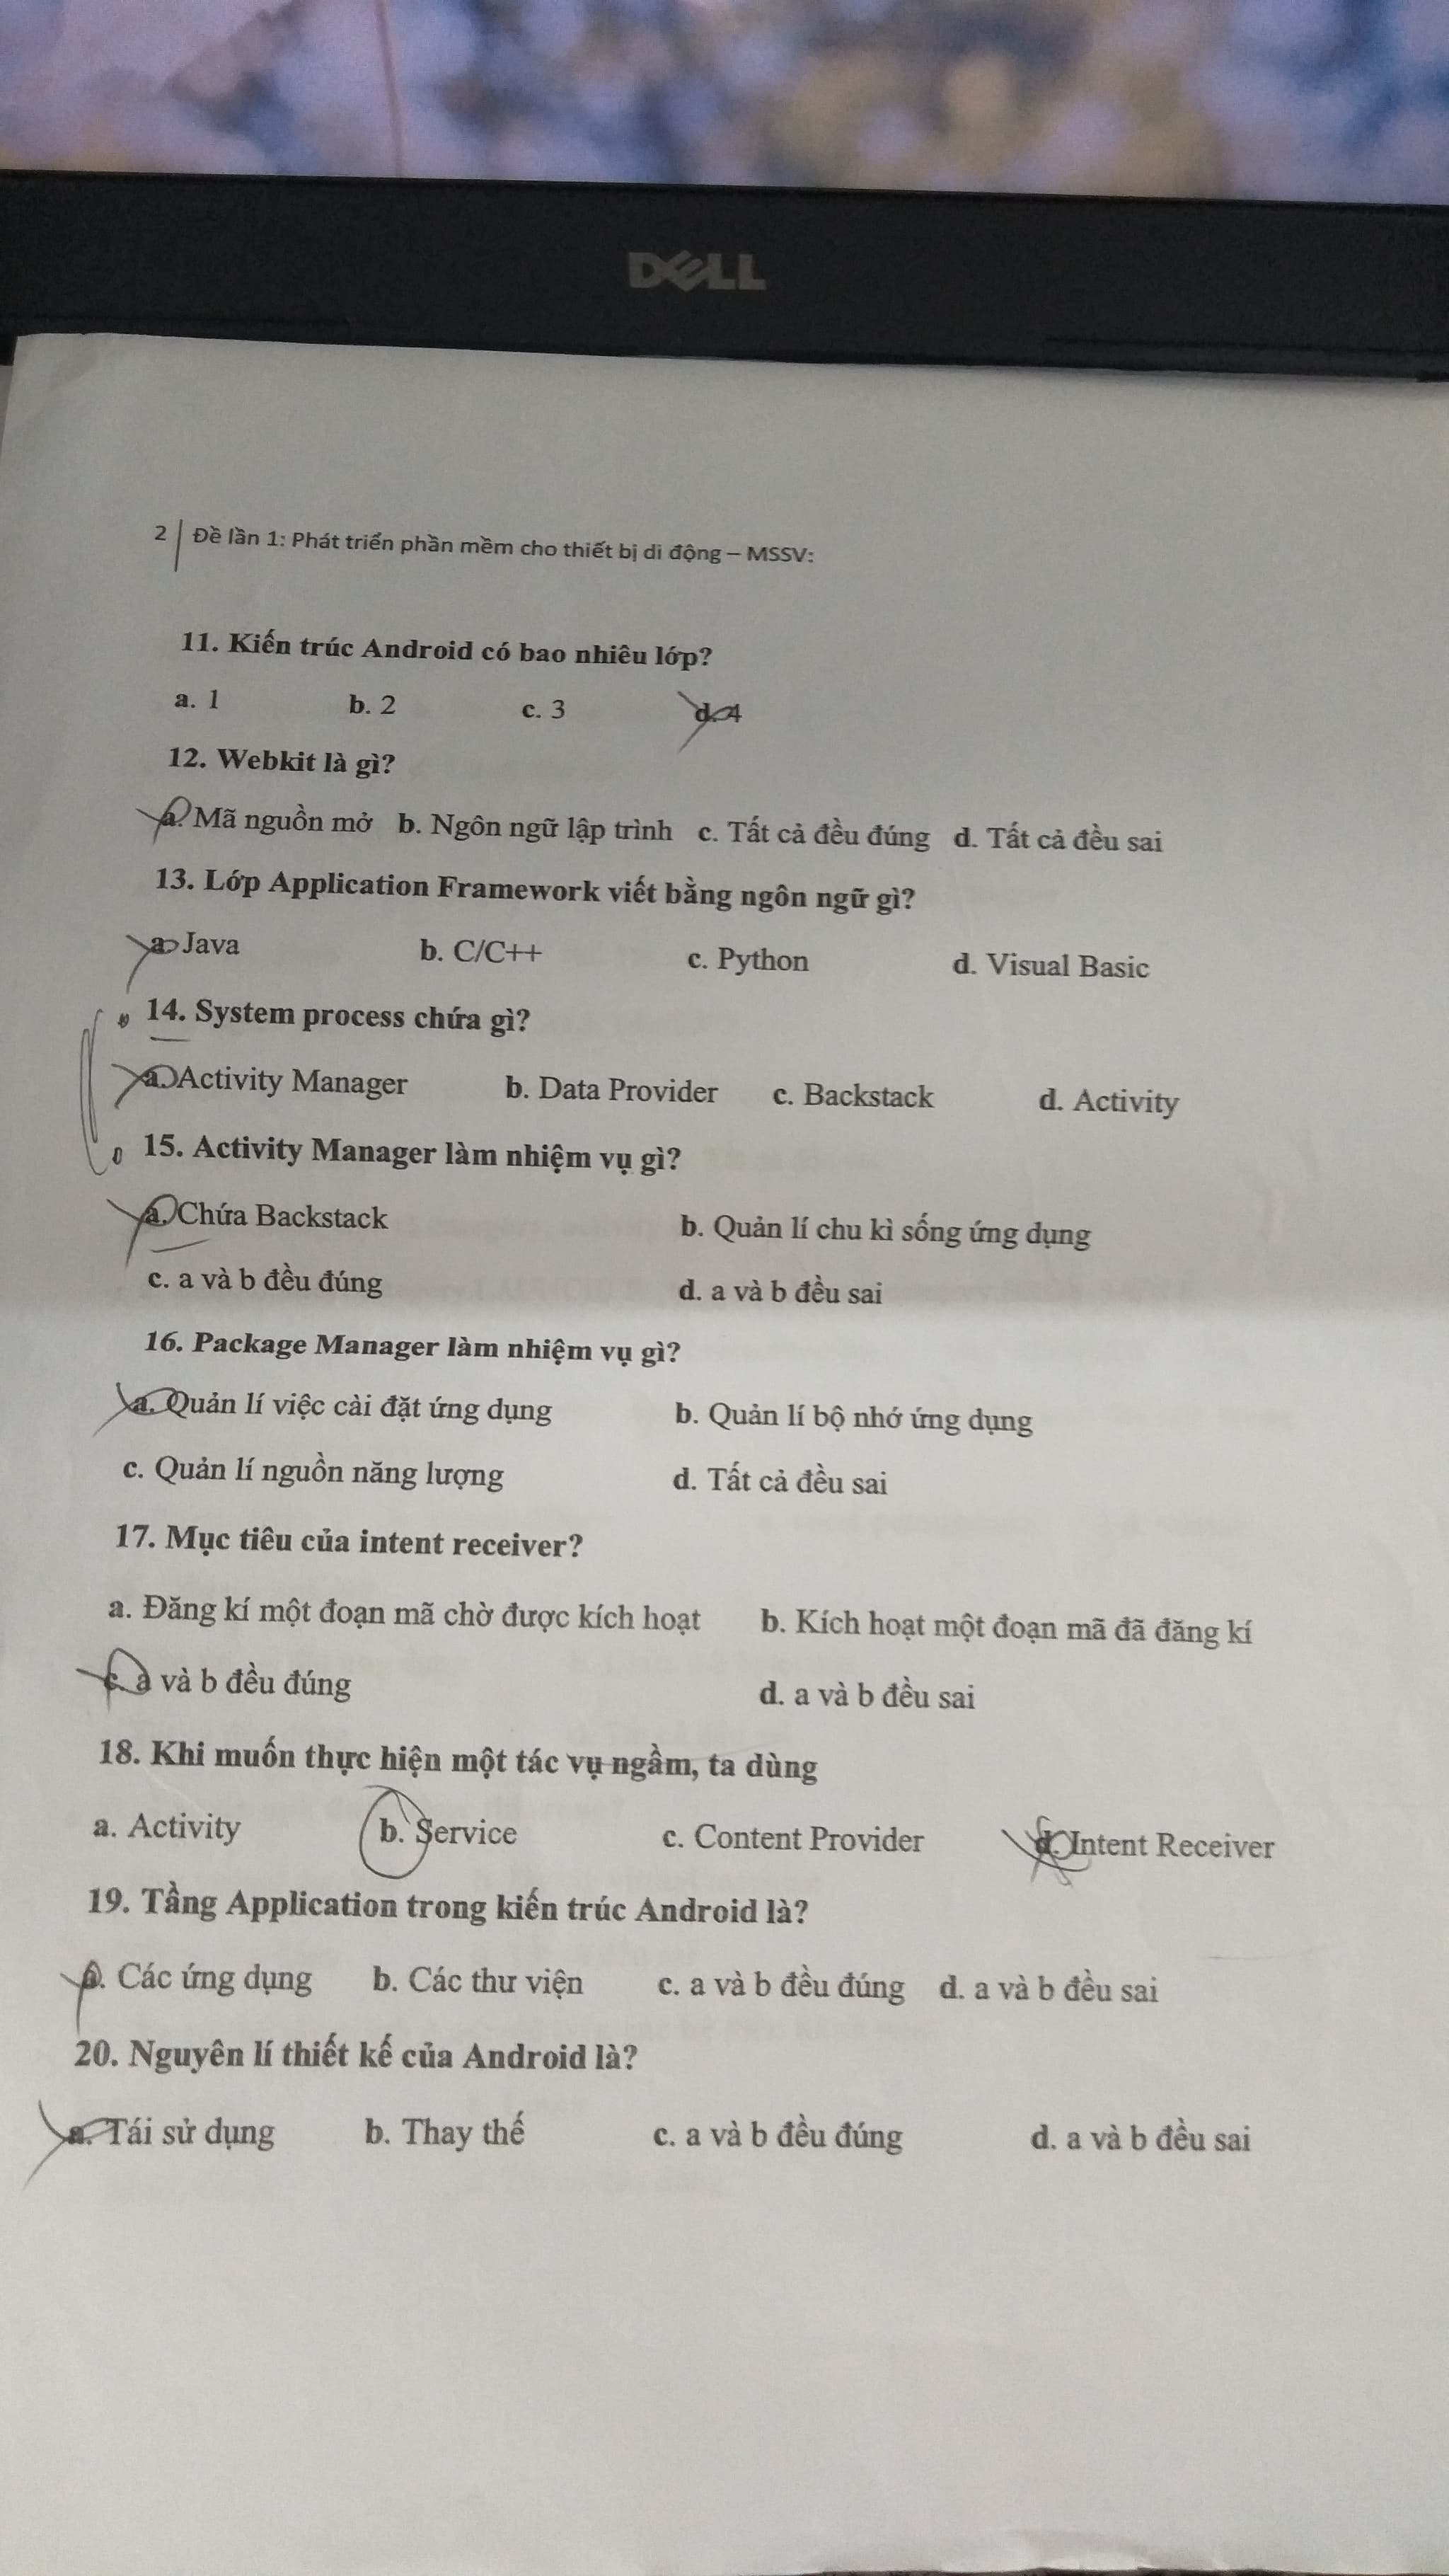 DELL
2 Đề lần 1: Phát triển phần mềm cho thiết bị di động – MSSV:
11. Kiến trúc Android có bao nhiêu lớp?
a. 1 b. 2 c. 3 d. 4
12. Webkit là gì?
a. Mã nguồn mở b. Ngôn ngữ lập trình c. Tất cả đều đúng d. Tất cả đều sai
13. Lớp Application Framework viết bằng ngôn ngữ gì?
a. Java b. C/C++ c. Python d. Visual Basic
14. System process chứa gì?
a. Activity Manager b. Data Provider c. Backstack d. Activity
15. Activity Manager làm nhiệm vụ gì?
a. Chứa Backstack b. Quản lí chu kì sống ứng dụng
c. a và b đều đúng d. a và b đều sai
16. Package Manager làm nhiệm vụ gì?
a. Quản lí việc cài đặt ứng dụng b. Quản lí bộ nhớ ứng dụng
c. Quản lí nguồn năng lượng d. Tất cả đều sai
17. Mục tiêu của intent receiver?
a. Đăng kí một đoạn mã chờ được kích hoạt b. Kích hoạt một đoạn mã đã đăng kí
c. a và b đều đúng d. a và b đều sai
18. Khi muốn thực hiện một tác vụ ngầm, ta dùng
a. Activity b. Service c. Content Provider d. Intent Receiver
19. Tầng Application trong kiến trúc Android là?
a. Các ứng dụng b. Các thư viện c. a và b đều đúng d. a và b đều sai
20. Nguyên lí thiết kế của Android là?
a. Tái sử dụng b. Thay thế c. a và b đều đúng d. a và b đều sai